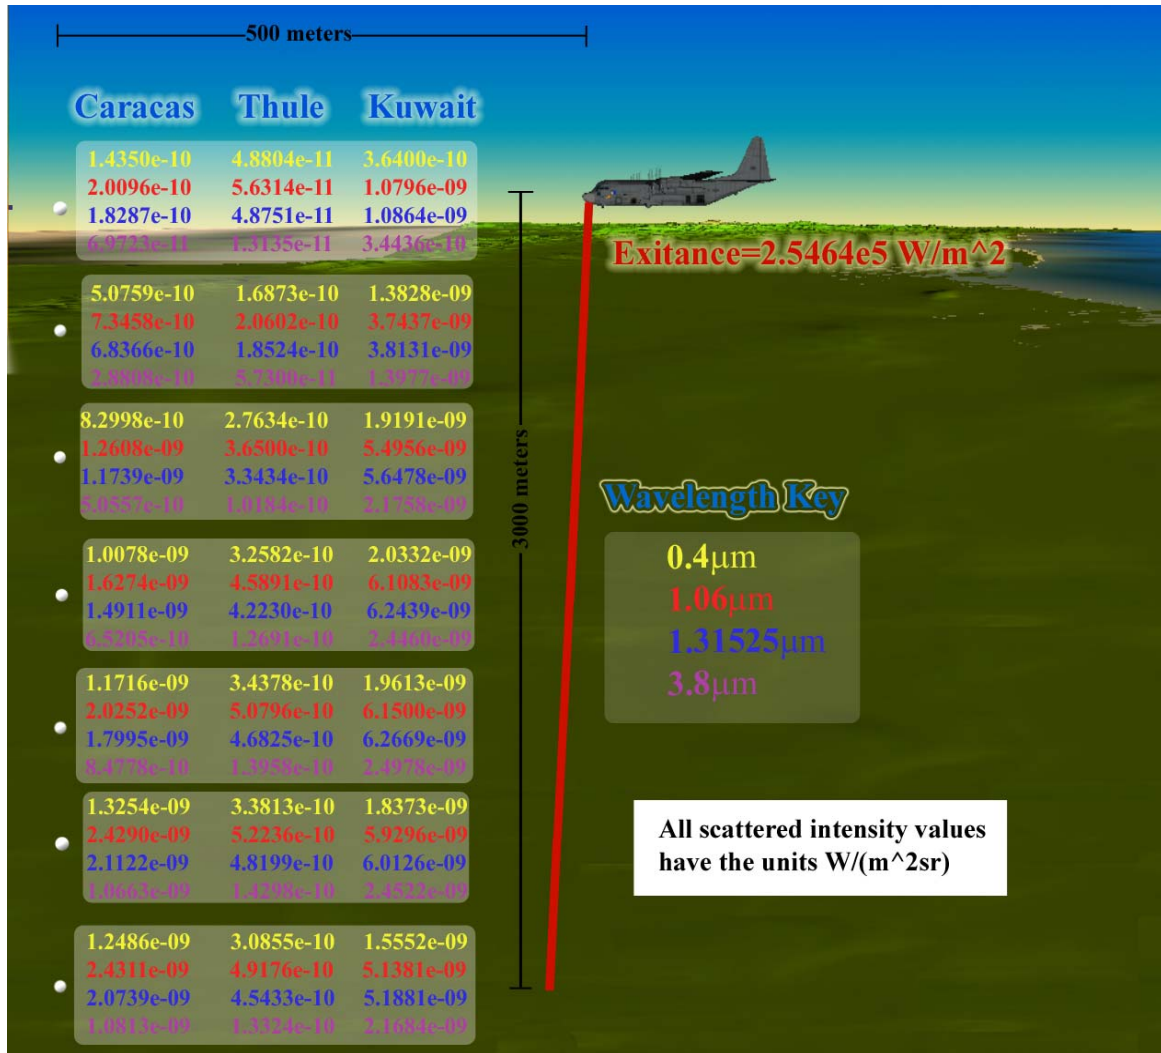 500 meters
Caracas Thule Kuwait
1.4350e-10 4.8804e-11 3.6400e-10
2.0096e-10 5.6314e-11 1.0796e-09
1.8287e-10 4.8751e-11 1.0864e-09
6.9723e-11 1.3135e-11 3.4436e-10
Exitance=2.5464e5 W/m^2
5.0759e-10 1.6873e-10 1.3828e-09
7.3458e-10 2.0602e-10 3.7437e-09
6.8366e-10 1.8524e-10 3.8131e-09
2.8808e-10 5.7300e-11 1.3977e-09
8.2998e-10 2.7634e-10 1.9191e-09
1.2608e-09 3.6500e-10 5.4956e-09
1.1739e-09 3.3434e-10 5.6478e-09
5.0557e-10 1.0184e-10 2.1758e-09
3000 meters
Wavelength Key
0.4μm
1.06μm
1.31525μm
3.8μm
1.0078e-09 3.2582e-10 2.0332e-09
1.6274e-09 4.5891e-10 6.1083e-09
1.4911e-09 4.2230e-10 6.2439e-09
6.5205e-10 1.2691e-10 2.4460e-09
1.1716e-09 3.4378e-10 1.9613e-09
2.0252e-09 5.0796e-10 6.1500e-09
1.7995e-09 4.6825e-10 6.2669e-09
8.4778e-10 1.3958e-10 2.4978e-09
1.3254e-09 3.3813e-10 1.8373e-09
2.4290e-09 5.2236e-10 5.9296e-09
2.1122e-09 4.8199e-10 6.0126e-09
1.0663e-09 1.4298e-10 2.4522e-09
All scattered intensity values
have the units W/(m^2sr)
1.2486e-09 3.0855e-10 1.5552e-09
2.4311e-09 4.9176e-10 5.1381e-09
2.0739e-09 4.5433e-10 5.1881e-09
1.0813e-09 1.3324e-10 2.1684e-09